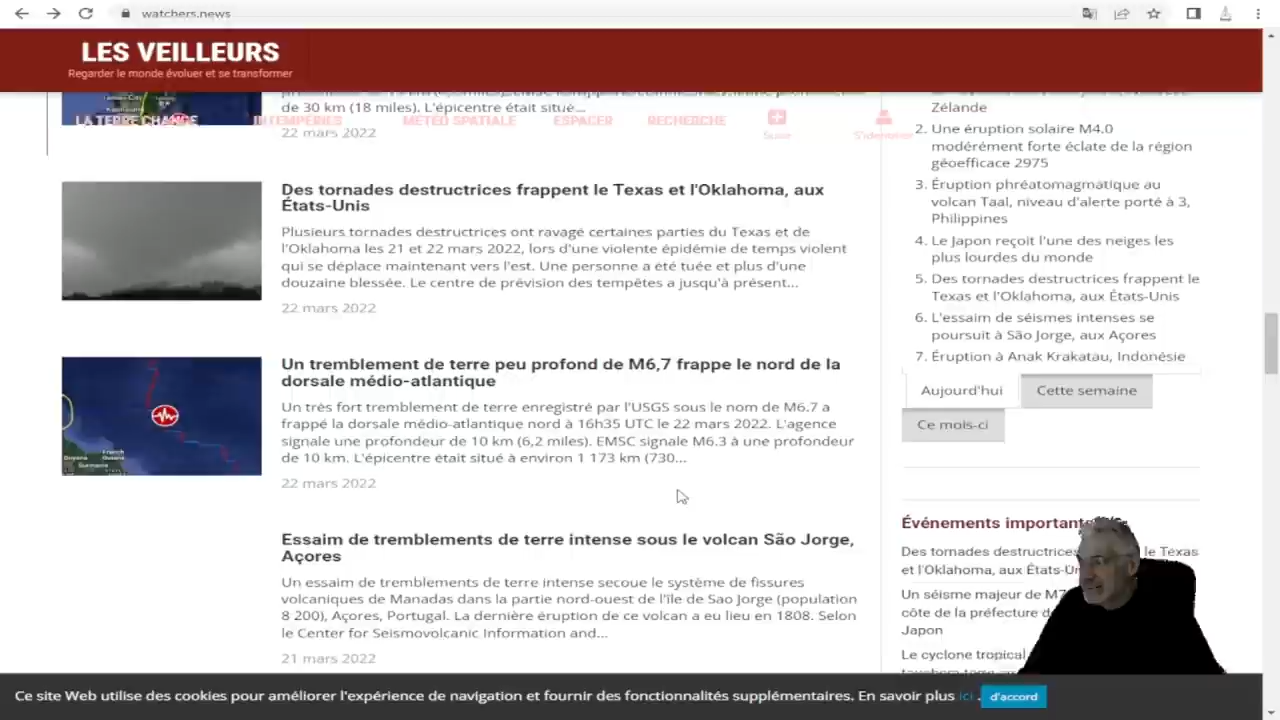 watchers.news
LES VEILLEURS
Regarder le monde évoluer et se transformer
LA TERRE CHANGE
INTEMPÉRIES
MÉTÉO SPATIALE
ESPACER
RECHERCHE
Suivre
S'identifier
de 30 km (18 miles). L'épicentre était situé...
22 mars 2022
Des tornades destructrices frappent le Texas et l'Oklahoma, aux
États-Unis
Plusieurs tornades destructrices ont ravagé certaines parties du Texas et de
l'Oklahoma les 21 et 22 mars 2022, lors d'une violente épidémie de temps violent
qui se déplace maintenant vers l'est. Une personne a été tuée et plus d'une
douzaine blessée. Le centre de prévision des tempêtes a jusqu'à présent...
22 mars 2022
Un tremblement de terre peu profond de M6,7 frappe le nord de la
dorsale médio-atlantique
Un très fort tremblement de terre enregistré par l'USGS sous le nom de M6.7 a
frappé la dorsale médio-atlantique nord à 16h35 UTC le 22 mars 2022. L'agence
signale une profondeur de 10 km (6,2 miles). EMSC signale M6.3 à une profondeur
de 10 km. L'épicentre était situé à environ 1 173 km (730...
22 mars 2022
Essaim de tremblements de terre intense sous le volcan São Jorge,
Açores
Un essaim de tremblements de terre intense secoue le système de fissures
volcaniques de Manadas dans la partie nord-ouest de l'île de Sao Jorge (population
8 200), Açores, Portugal. La dernière éruption de ce volcan a eu lieu en 1808. Selon
le Center for Seismovolcanic Information and...
21 mars 2022
Zélande
2. Une éruption solaire M4.0
modérément forte éclate de la région
géoefficace 2975
3. Éruption phréatomagmatique au
volcan Taal, niveau d'alerte porté à 3,
Philippines
4. Le Japon reçoit l'une des neiges les
plus lourdes du monde
5. Des tornades destructrices frappent le
Texas et l'Oklahoma, aux États-Unis
6. L'essaim de séismes intenses se
poursuit à São Jorge, aux Açores
7. Éruption à Anak Krakatau, Indonésie
Aujourd'hui
Cette semaine
Ce mois-ci
Événements important
Des tornades destructrices le Texas
et l'Oklahoma, aux États-Un
Un séisme majeur de M7
côte de la préfecture d
Japon
Le cyclone tropical
Ce site Web utilise des cookies pour améliorer l'expérience de navigation et fournir des fonctionnalités supplémentaires. En savoir plus ici . d'accord